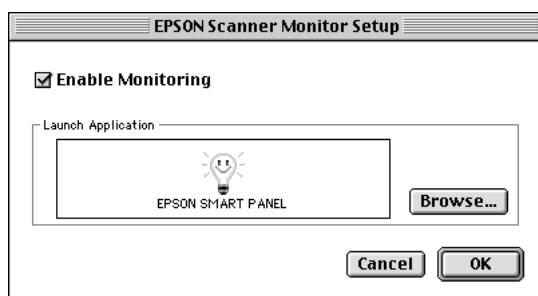 EPSON Scanner Monitor Setup
Enable Monitoring
Launch Application
EPSON SMART PANEL
Browse...
Cancel
OK